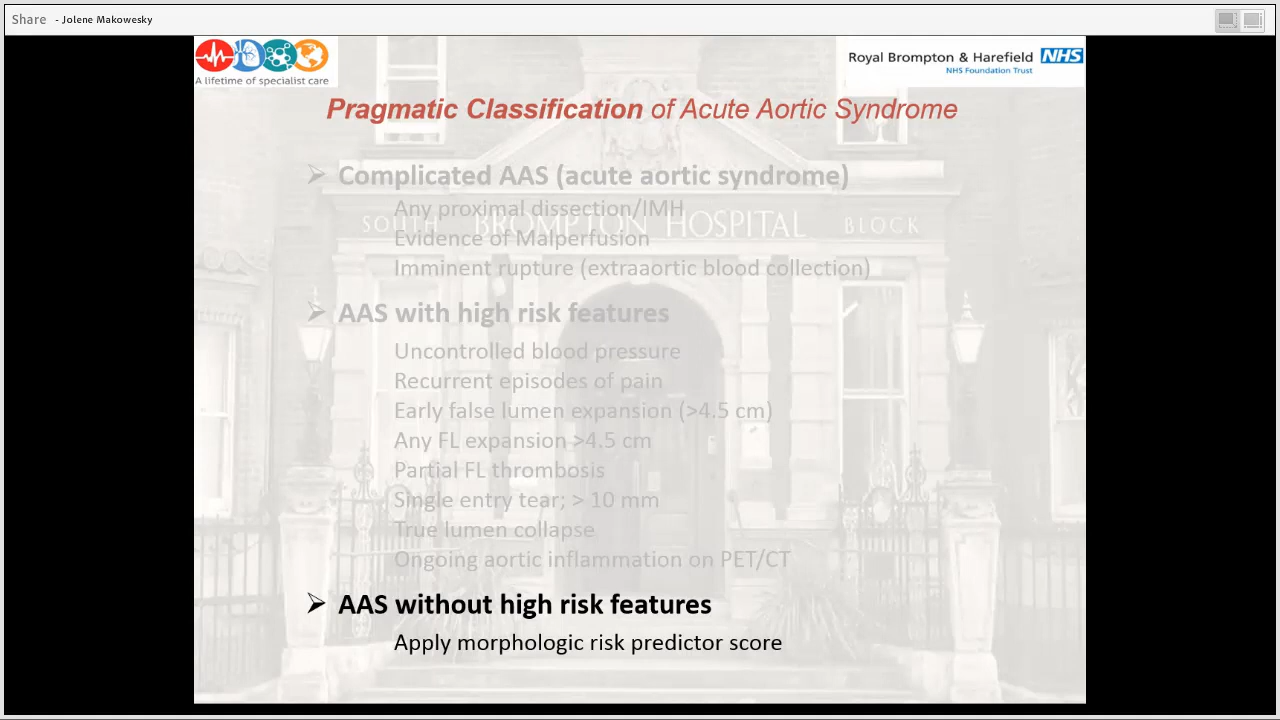 Share - Jolene Makowesky
A lifetime of specialist care
Royal Brompton & Harefield NHS
NHS Foundation Trust
Pragmatic Classification of Acute Aortic Syndrome
➢ Complicated AAS (acute aortic syndrome)
Any proximal dissection/IMH
SOUTH BROMPTON HOSPITAL BLOCK
Evidence of Malperfusion
Imminent rupture (extraaortic blood collection)
➢ AAS with high risk features
Uncontrolled blood pressure
Recurrent episodes of pain
Early false lumen expansion (>4.5 cm)
Any FL expansion >4.5 cm
Partial FL thrombosis
Single entry tear; > 10 mm
True lumen collapse
Ongoing aortic inflammation on PET/CT
➢ AAS without high risk features
Apply morphologic risk predictor score